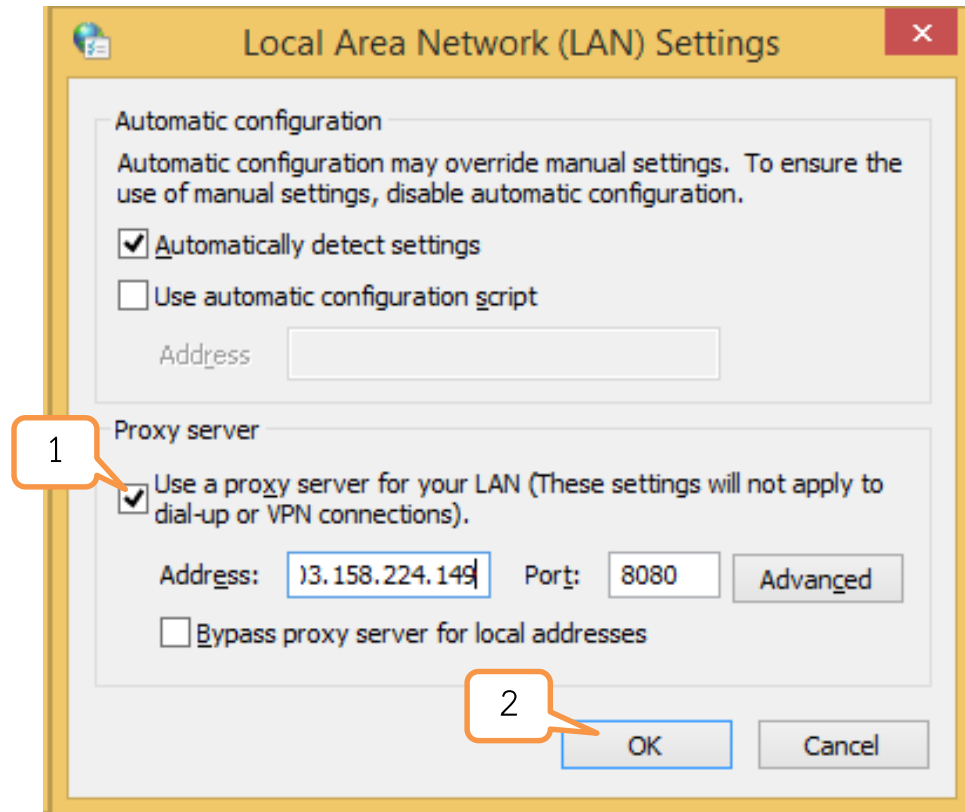 Local Area Network (LAN) Settings
Automatic configuration
Automatic configuration may override manual settings. To ensure the
use of manual settings, disable automatic configuration.
Automatically detect settings
Use automatic configuration script
Address
Proxy server
1
Use a proxy server for your LAN (These settings will not apply to
dial-up or VPN connections).
Address: 3.158.224.149 Port: 8080 Advanced
Bypass proxy server for local addresses
2
OK Cancel